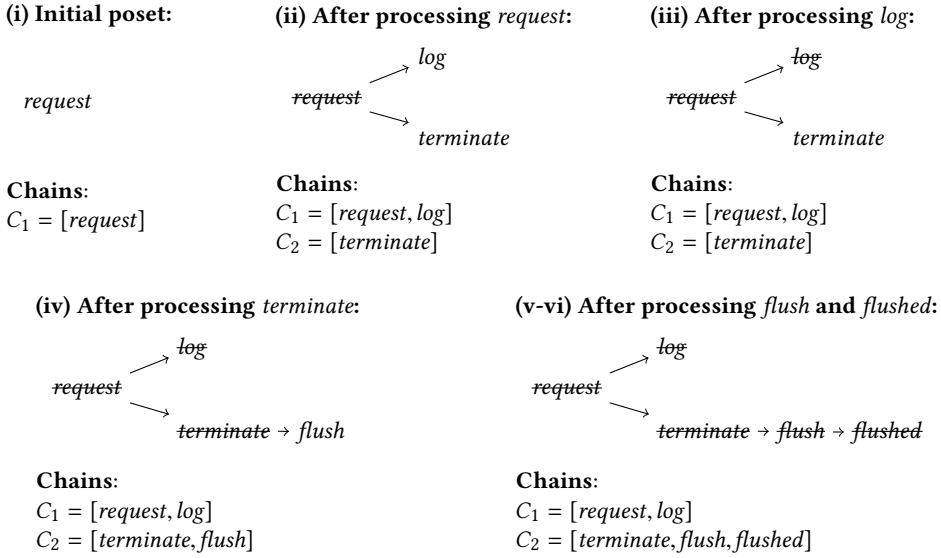 (i) Initial poset:
request
Chains:
C₁ = [request]
(ii) After processing request:
log
request
terminate
Chains:
C₁ = [request, log]
C₂ = [terminate]
(iii) After processing log:
log
request
terminate
Chains:
C₁ = [request, log]
C₂ = [terminate]
(iv) After processing terminate:
log
request
terminate → flush
Chains:
C₁ = [request, log]
C₂ = [terminate, flush]
(v-vi) After processing flush and flushed:
log
request
terminate → flush → flushed
Chains:
C₁ = [request, log]
C₂ = [terminate, flush, flushed]